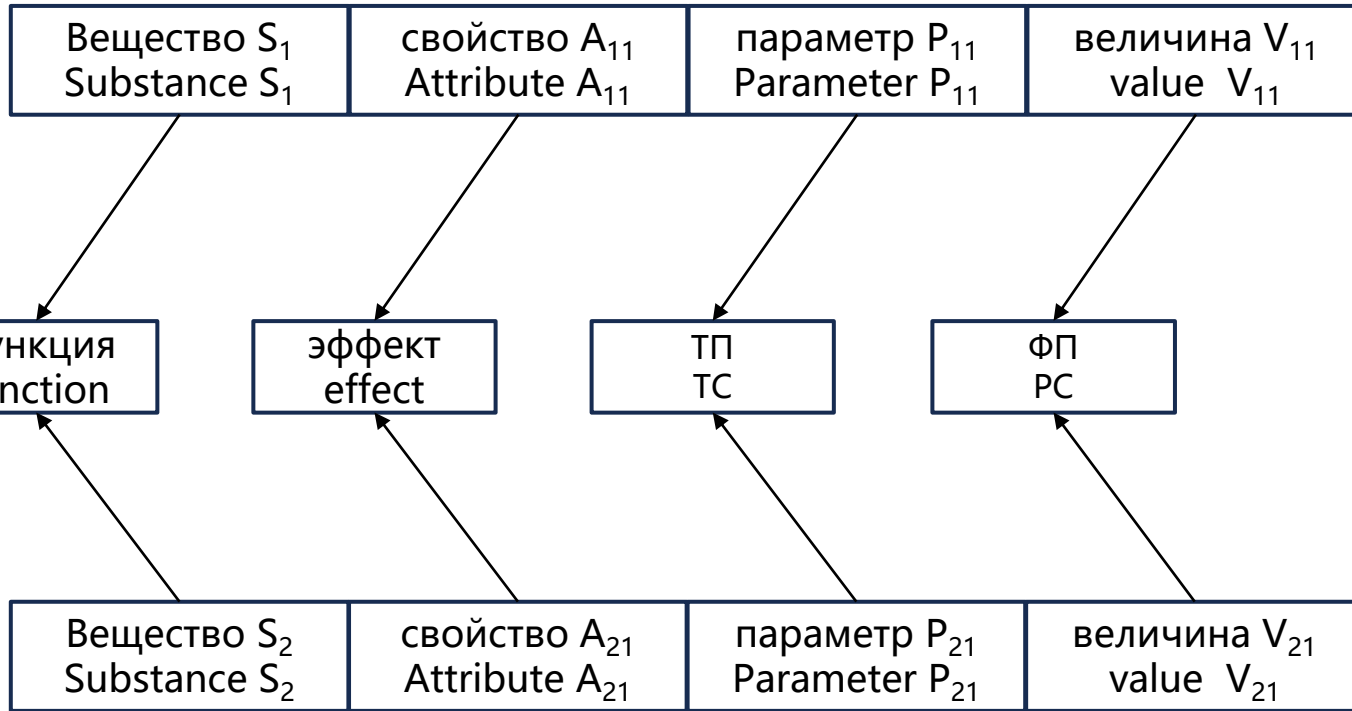 Вещество S₁
Substance S₁
свойство A₁₁
Attribute A₁₁
параметр P₁₁
Parameter P₁₁
величина V₁₁
value V₁₁
ункция
nction
эффект
effect
ТП
TC
ФП
PC
Вещество S₂
Substance S₂
свойство A₂₁
Attribute A₂₁
параметр P₂₁
Parameter P₂₁
величина V₂₁
value V₂₁